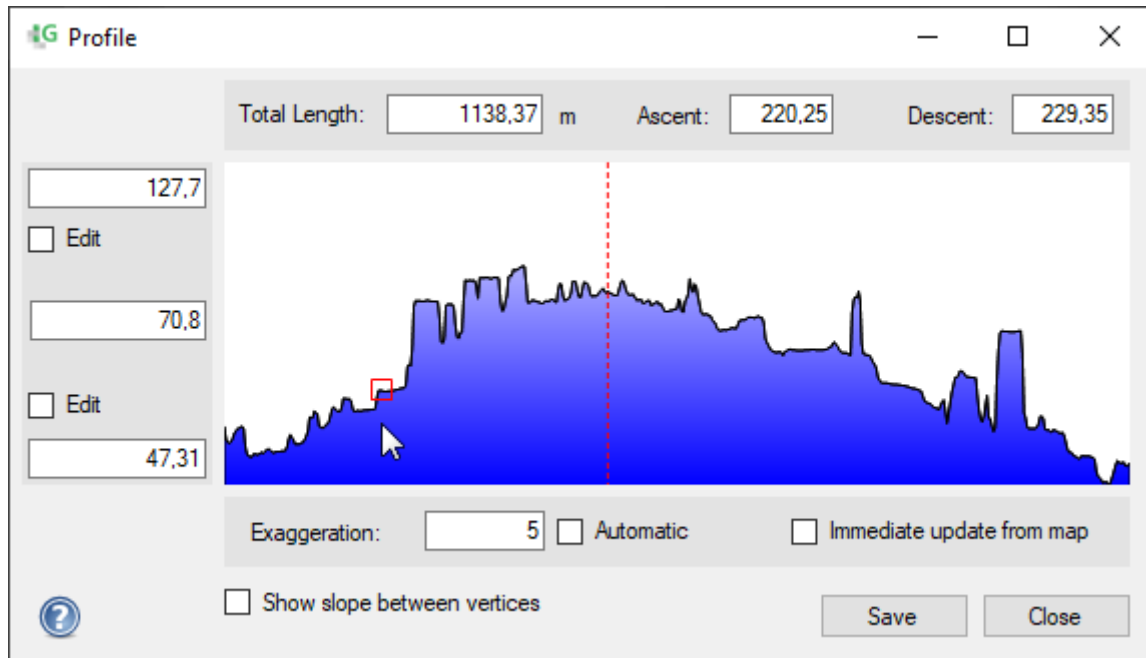 G Profile
Total Length: 1138,37 m Ascent: 220,25 Descent: 229,35
127,7
Edit
70,8
Edit
47,31
Exaggeration: 5 Automatic Immediate update from map
Show slope between vertices
? Save Close